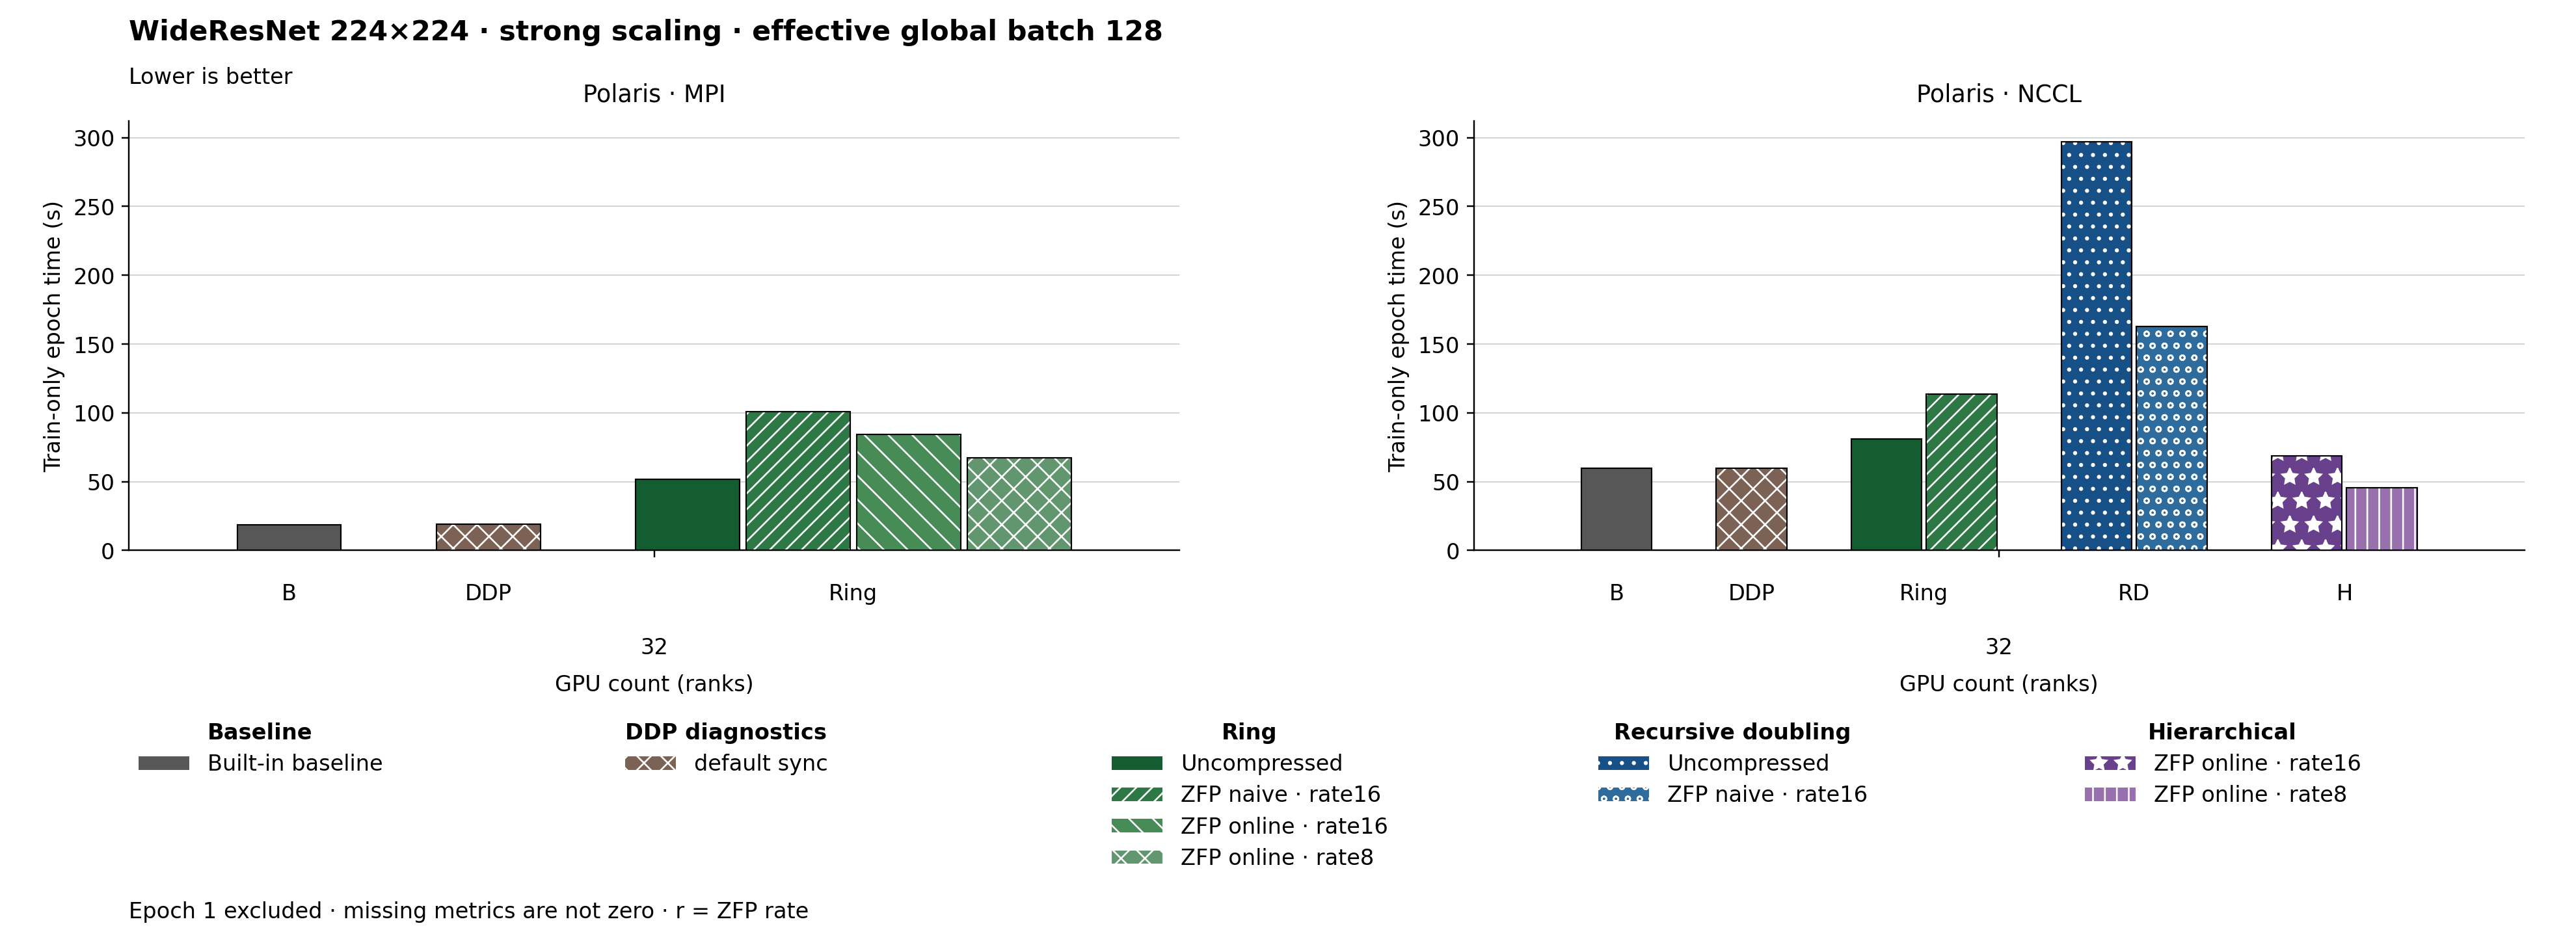 WideResNet 224×224 · strong scaling · effective global batch 128
Lower is better
Polaris · MPI
Train-only epoch time (s)
300
250
200
150
100
50
0
B DDP Ring
32
GPU count (ranks)
Polaris · NCCL
Train-only epoch time (s)
300
250
200
150
100
50
0
B DDP Ring RD H
32
GPU count (ranks)
Baseline
Built-in baseline
DDP diagnostics
default sync
Ring
Uncompressed
ZFP naive · rate16
ZFP online · rate16
ZFP online · rate8
Recursive doubling
Uncompressed
ZFP naive · rate16
Hierarchical
ZFP online · rate16
ZFP online · rate8
Epoch 1 excluded · missing metrics are not zero · r = ZFP rate